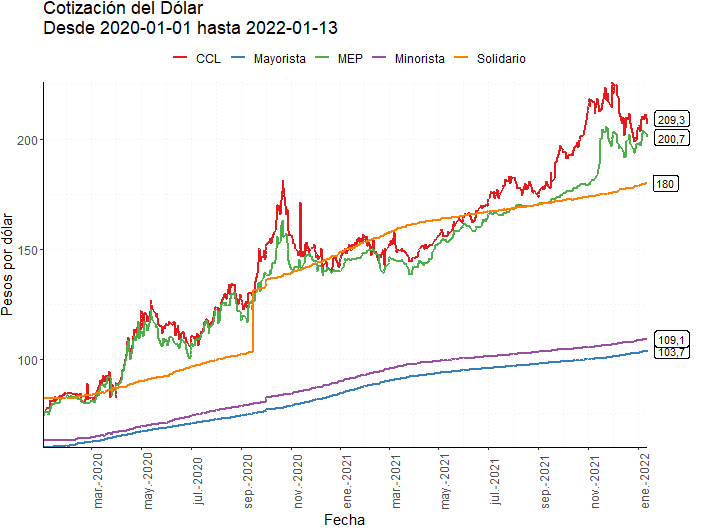 Cotización del Dólar
Desde 2020-01-01 hasta 2022-01-13
CCL Mayorista MEP Minorista Solidario
Pesos por dólar
200
150
100
209,3
200,7
180
109,1
103,7
mar.-2020
may.-2020
jul.-2020
sep.-2020
nov.-2020
ene.-2021
mar.-2021
may.-2021
jul.-2021
sep.-2021
nov.-2021
ene.-2022
Fecha